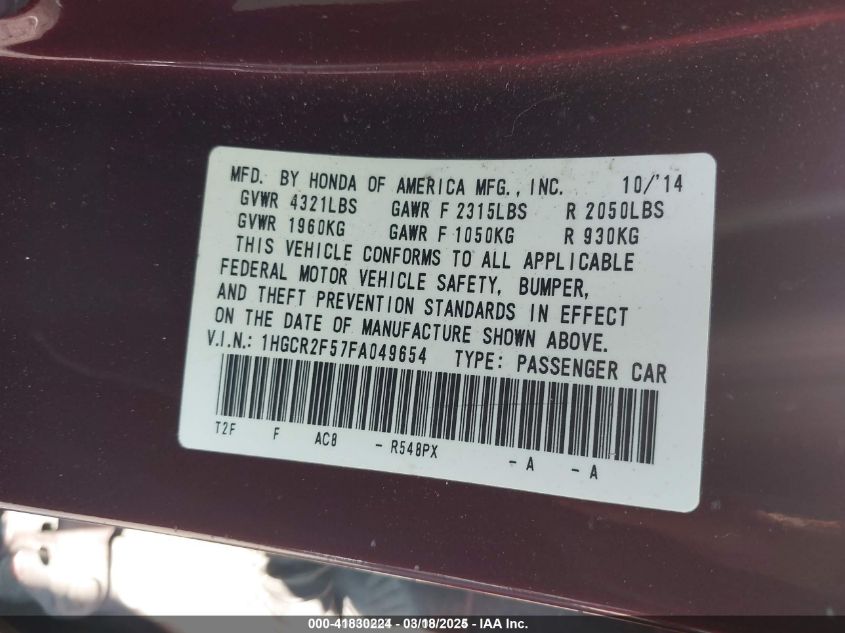 MFD. BY HONDA OF AMERICA MFG., INC. 10/'14
GVWR 4321LBS GAWR F 2315LBS R 2050LBS
GVWR 1960KG GAWR F 1050KG R 930KG
THIS VEHICLE CONFORMS TO ALL APPLICABLE
FEDERAL MOTOR VEHICLE SAFETY, BUMPER,
AND THEFT PREVENTION STANDARDS IN EFFECT
ON THE DATE OF MANUFACTURE SHOWN ABOVE.
V.I.N.: 1HGCR2F57FA049654 TYPE: PASSENGER CAR
T2F F AC8 - R548PX - A - A
000-41830224 - 03/18/2025 - IAA Inc.